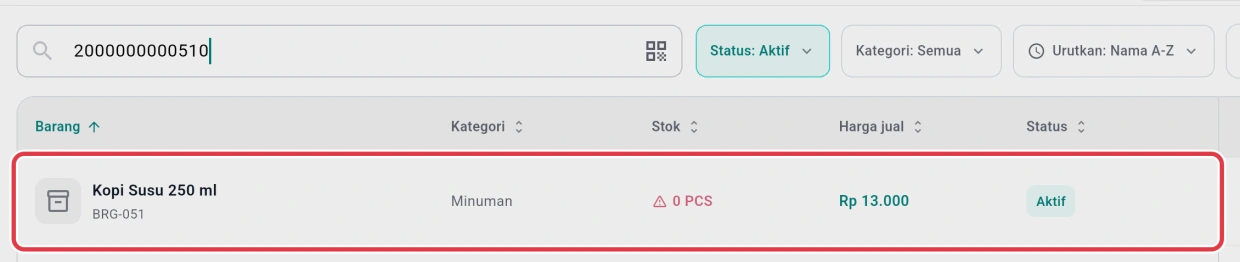 2000000000510
Status: Aktif
Kategori: Semua
Urutkan: Nama A-Z
Barang
Kategori
Stok
Harga jual
Status
Kopi Susu 250 ml
BRG-051
Minuman
0 PCS
Rp 13.000
Aktif